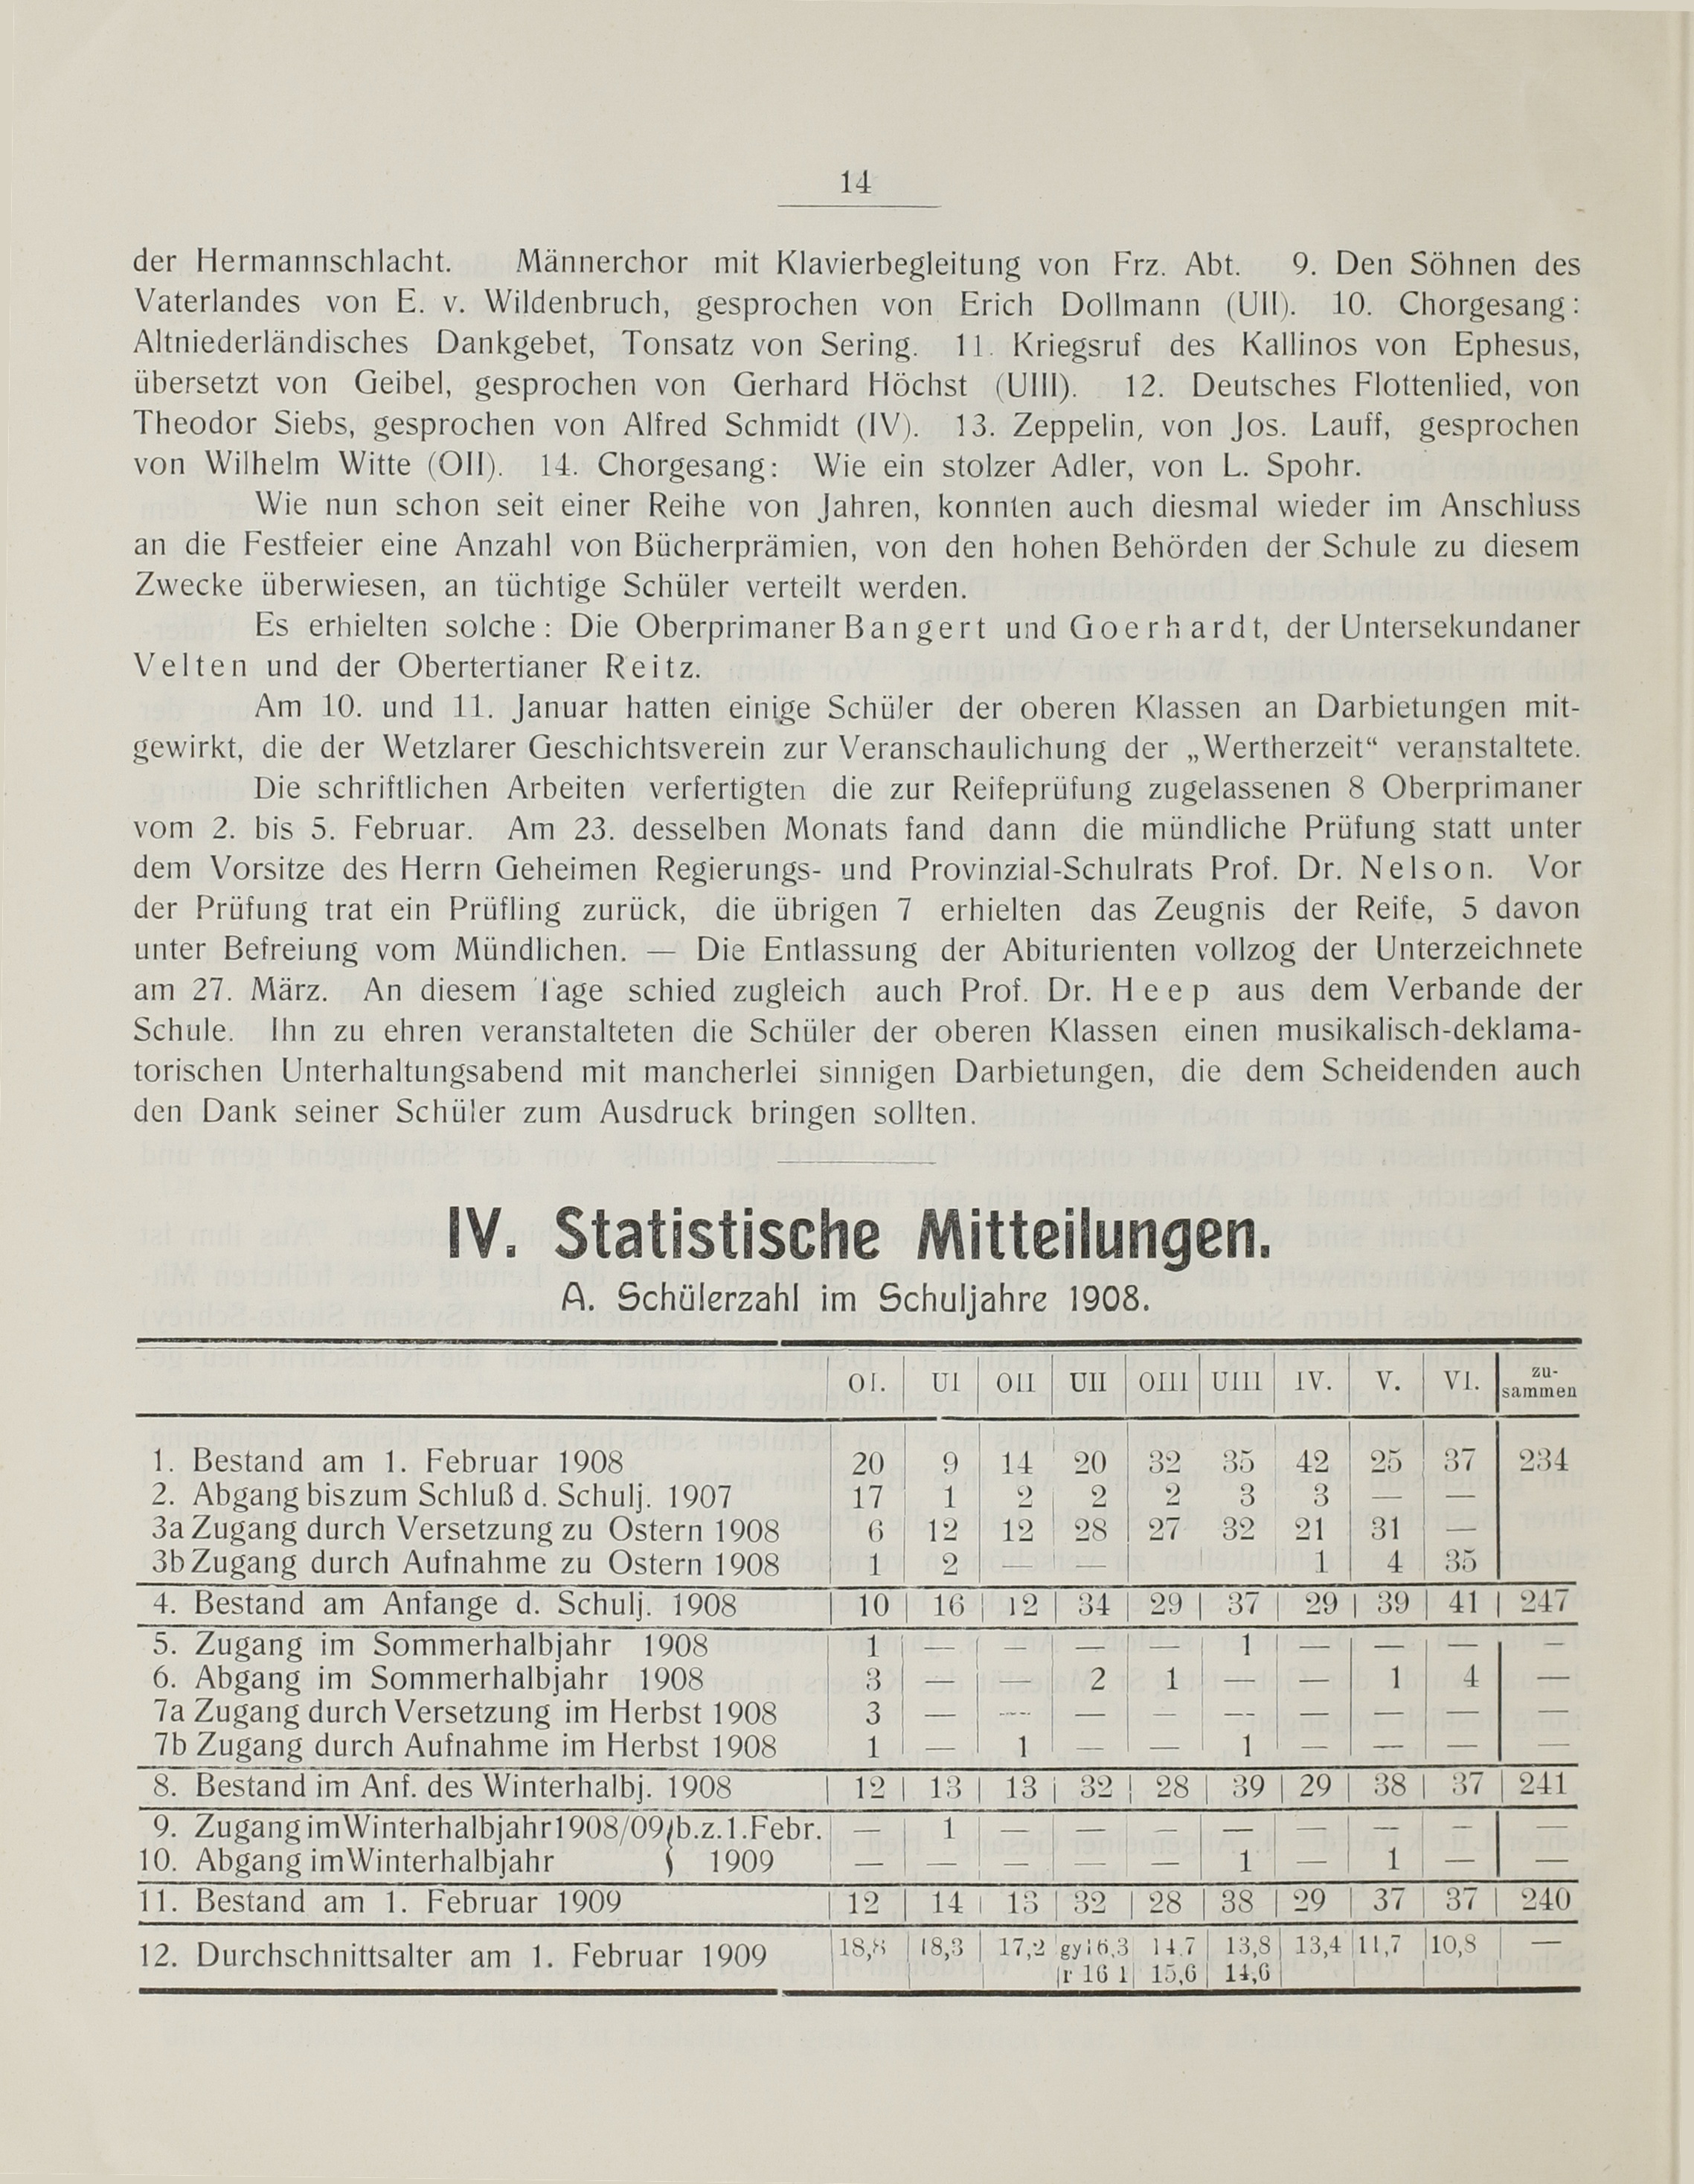 14
der Hermannschlacht. Männerchor mit Klavierbegleitung von Frz. Abt. 9. Den Söhnen des
Vaterlandes von E. v. Wildenbruch, gesprochen von Erich Dollmann (UII). 10. Chorgesang:
Altniederländisches Dankgebet, Tonsatz von Sering. 11. Kriegsruf des Kallinos von Ephesus,
übersetzt von Geibel, gesprochen von Gerhard Höchst (UIII). 12. Deutsches Flottenlied, von
Theodor Siebs, gesprochen von Alfred Schmidt (IV). 13. Zeppelin, von Jos. Lauff, gesprochen
von Wilhelm Witte (OII). 14. Chorgesang: Wie ein stolzer Adler, von L. Spohr.
Wie nun schon seit einer Reihe von Jahren, konnten auch diesmal wieder im Anschluss
an die Festfeier eine Anzahl von Bücherprämien, von den hohen Behörden der Schule zu diesem
Zwecke überwiesen, an tüchtige Schüler verteilt werden.
Es erhielten solche: Die Oberprimaner Bangert und Goerhardt, der Untersekundaner
Velten und der Obertertianer Reitz.
Am 10. und 11. Januar hatten einige Schüler der oberen Klassen an Darbietungen mit-
gewirkt, die der Wetzlarer Geschichtsverein zur Veranschaulichung der „Wertherzeit“ veranstaltete.
Die schriftlichen Arbeiten verfertigten die zur Reifeprüfung zugelassenen 8 Oberprimaner
vom 2. bis 5. Februar. Am 23. desselben Monats fand dann die mündliche Prüfung statt unter
dem Vorsitze des Herrn Geheimen Regierungs- und Provinzial-Schulrats Prof. Dr. Nelson. Vor
der Prüfung trat ein Prüfling zurück, die übrigen 7 erhielten das Zeugnis der Reife, 5 davon
unter Befreiung vom Mündlichen. — Die Entlassung der Abiturienten vollzog der Unterzeichnete
am 27. März. An diesem Tage schied zugleich auch Prof. Dr. Heep aus dem Verbande der
Schule. Ihn zu ehren veranstalteten die Schüler der oberen Klassen einen musikalisch-deklama-
torischen Unterhaltungsabend mit mancherlei sinnigen Darbietungen, die dem Scheidenden auch
den Dank seiner Schüler zum Ausdruck bringen sollten.
IV. Statistische Mitteilungen.
A. Schülerzahl im Schuljahre 1908.
OI. UI OII UII OIII UIII IV. V. VI. zu-
sammen
1. Bestand am 1. Februar 1908 20 9 14 20 32 35 42 25 37 234
2. Abgang bis zum Schluß d. Schulj. 1907 17 1 2 2 2 3 3 — —
3a Zugang durch Versetzung zu Ostern 1908 6 12 12 28 27 32 21 31 —
3b Zugang durch Aufnahme zu Ostern 1908 1 2 — — 1 4 35
4. Bestand am Anfange d. Schulj. 1908 10 16 12 34 29 37 29 39 41 247
5. Zugang im Sommerhalbjahr 1908 1 — — — — 1 — — — —
6. Abgang im Sommerhalbjahr 1908 3 — — 2 1 — — 1 4 —
7a Zugang durch Versetzung im Herbst 1908 3 — — — — — — — — —
7b Zugang durch Aufnahme im Herbst 1908 1 — 1 — — 1 — — — —
8. Bestand im Anf. des Winterhalbj. 1908 12 13 13 32 28 39 29 38 37 241
9. Zugang im Winterhalbjahr 1908/09 } b.z.1.Febr. — 1 — — — — — — — —
10. Abgang im Winterhalbjahr } 1909 — — — — — 1 — 1 — —
11. Bestand am 1. Februar 1909 12 14 13 32 28 38 29 37 37 240
12. Durchschnittsalter am 1. Februar 1909 18,8 18,3 17,2 gy16,3 14.7 13,8 13,4 11,7 10,8 —
r 16 1 15,6 14,6